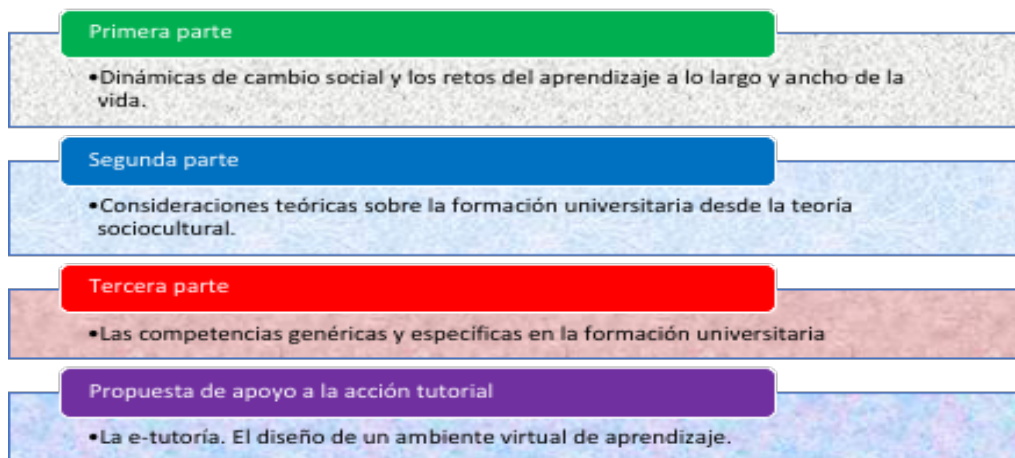 Primera parte
•Dinámicas de cambio social y los retos del aprendizaje a lo largo y ancho de la
vida.
Segunda parte
•Consideraciones teóricas sobre la formación universitaria desde la teoría
sociocultural.
Tercera parte
•Las competencias genéricas y específicas en la formación universitaria
Propuesta de apoyo a la acción tutorial
•La e-tutoría. El diseño de un ambiente virtual de aprendizaje.